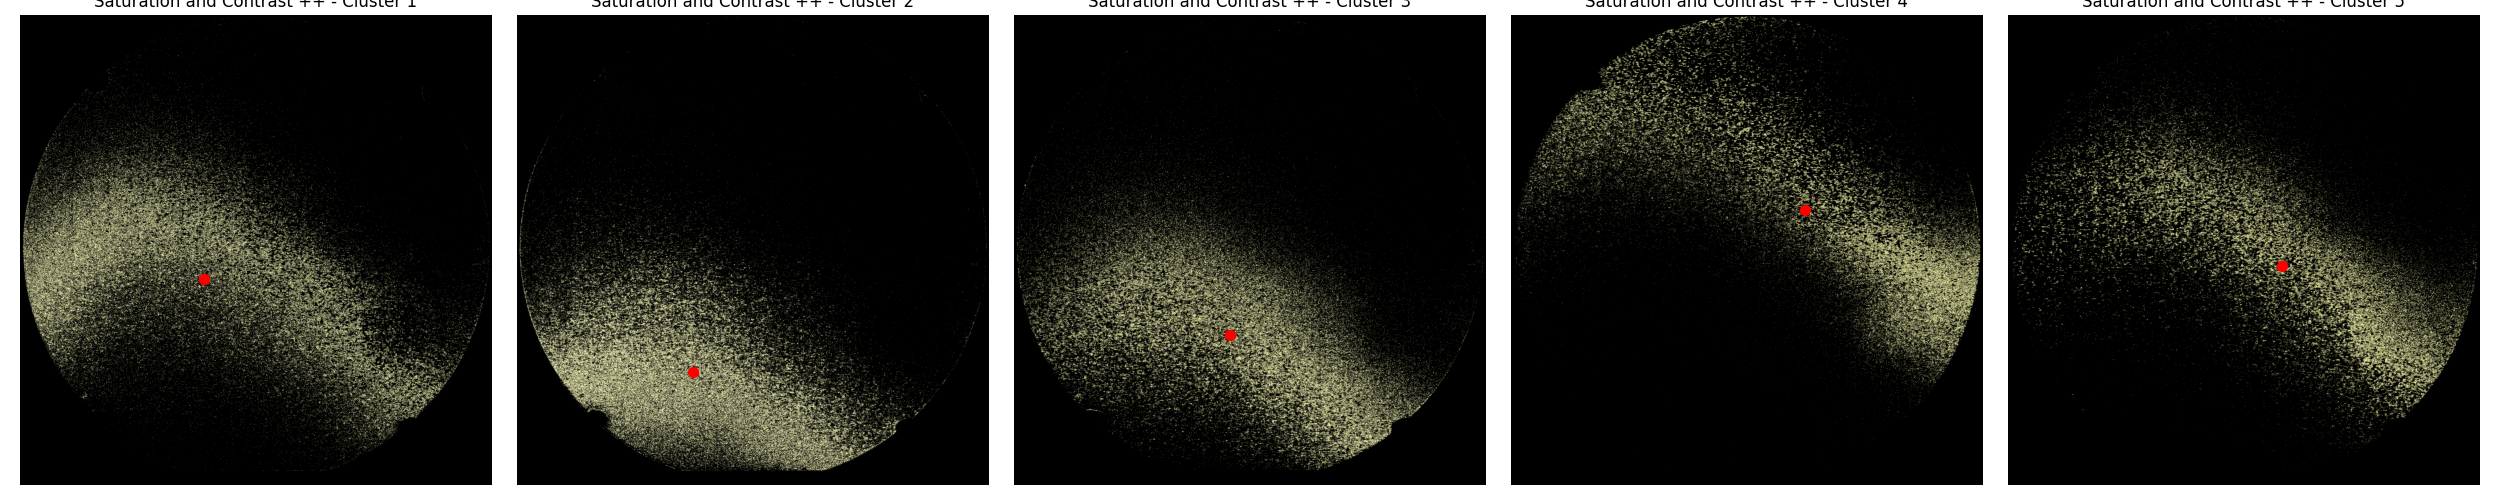 Saturation and Contrast ++ - Cluster 1
Saturation and Contrast ++ - Cluster 2
Saturation and Contrast ++ - Cluster 3
Saturation and Contrast ++ - Cluster 4
Saturation and Contrast ++ - Cluster 5